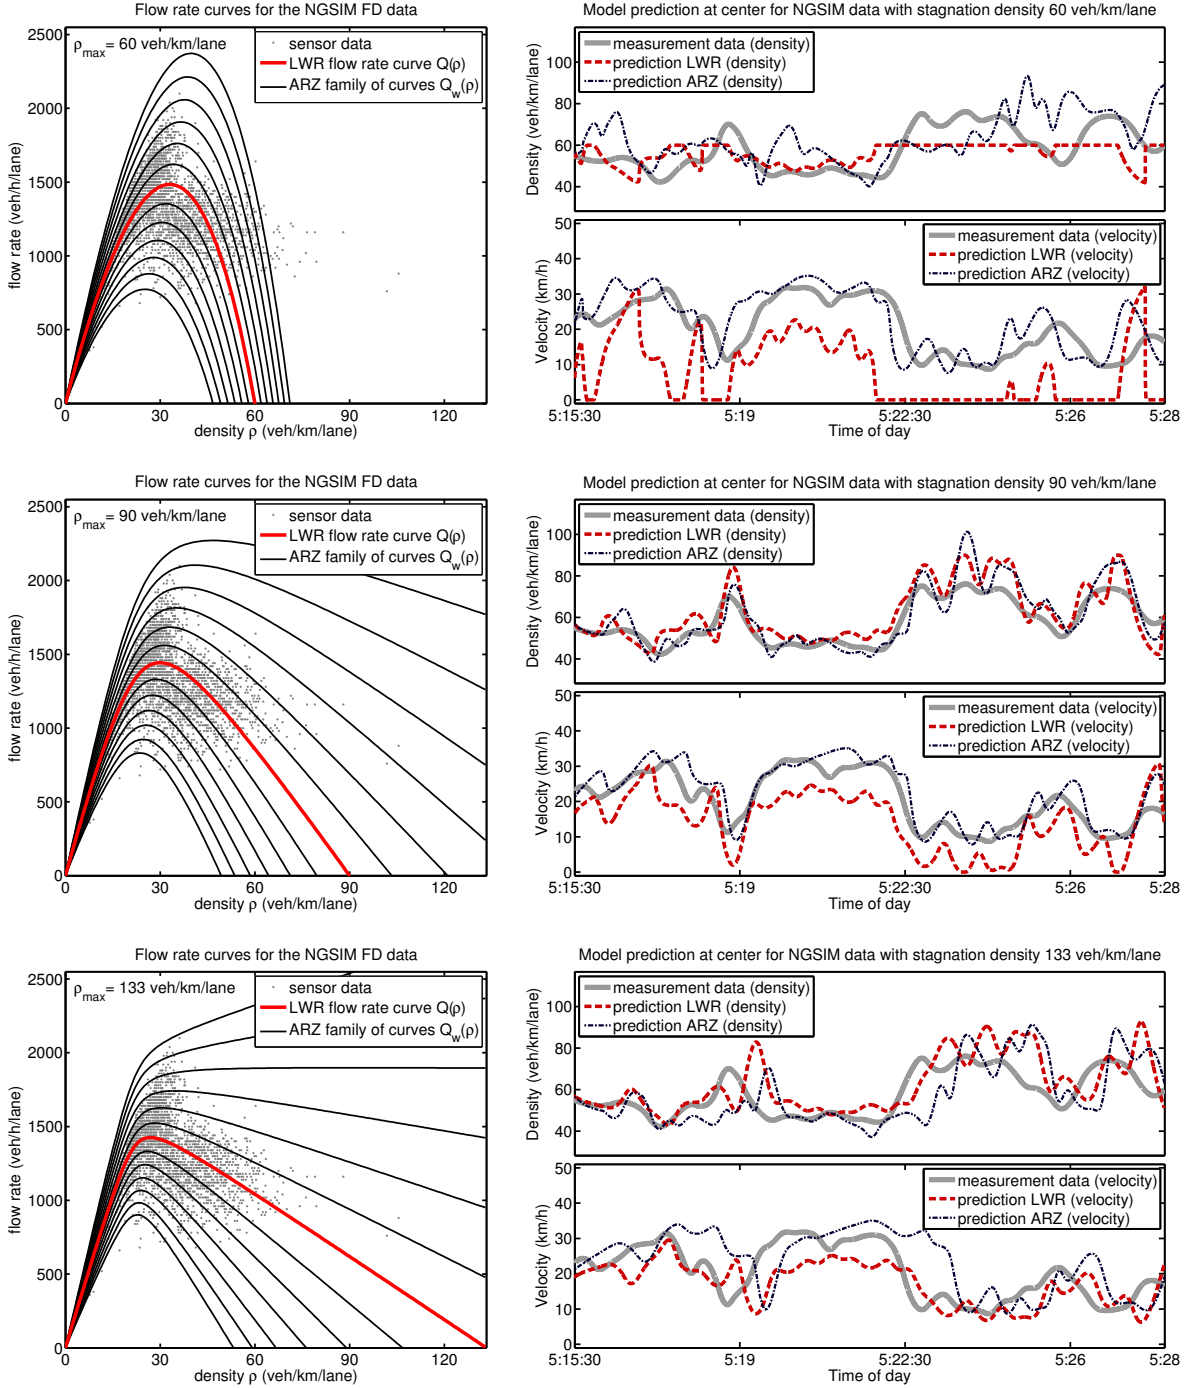 Flow rate curves for the NGSIM FD data
ρmax= 60 veh/km/lane
sensor data
LWR flow rate curve Q(ρ)
ARZ family of curves Qw(ρ)
2500
2000
1500
1000
500
0
flow rate (veh/h/lane)
0 30 60 90 120
density ρ (veh/km/lane)
Model prediction at center for NGSIM data with stagnation density 60 veh/km/lane
measurement data (density)
prediction LWR (density)
prediction ARZ (density)
100
80
60
40
Density (veh/km/lane)
measurement data (velocity)
prediction LWR (velocity)
prediction ARZ (velocity)
50
40
30
20
10
0
Velocity (km/h)
5:15:30 5:19 5:22:30 5:26 5:28
Time of day
Flow rate curves for the NGSIM FD data
ρmax= 90 veh/km/lane
sensor data
LWR flow rate curve Q(ρ)
ARZ family of curves Qw(ρ)
2500
2000
1500
1000
500
0
flow rate (veh/h/lane)
0 30 60 90 120
density ρ (veh/km/lane)
Model prediction at center for NGSIM data with stagnation density 90 veh/km/lane
measurement data (density)
prediction LWR (density)
prediction ARZ (density)
100
80
60
40
Density (veh/km/lane)
measurement data (velocity)
prediction LWR (velocity)
prediction ARZ (velocity)
50
40
30
20
10
0
Velocity (km/h)
5:15:30 5:19 5:22:30 5:26 5:28
Time of day
Flow rate curves for the NGSIM FD data
ρmax= 133 veh/km/lane
sensor data
LWR flow rate curve Q(ρ)
ARZ family of curves Qw(ρ)
2500
2000
1500
1000
500
0
flow rate (veh/h/lane)
0 30 60 90 120
density ρ (veh/km/lane)
Model prediction at center for NGSIM data with stagnation density 133 veh/km/lane
measurement data (density)
prediction LWR (density)
prediction ARZ (density)
100
80
60
40
Density (veh/km/lane)
measurement data (velocity)
prediction LWR (velocity)
prediction ARZ (velocity)
50
40
30
20
10
0
Velocity (km/h)
5:15:30 5:19 5:22:30 5:26 5:28
Time of day